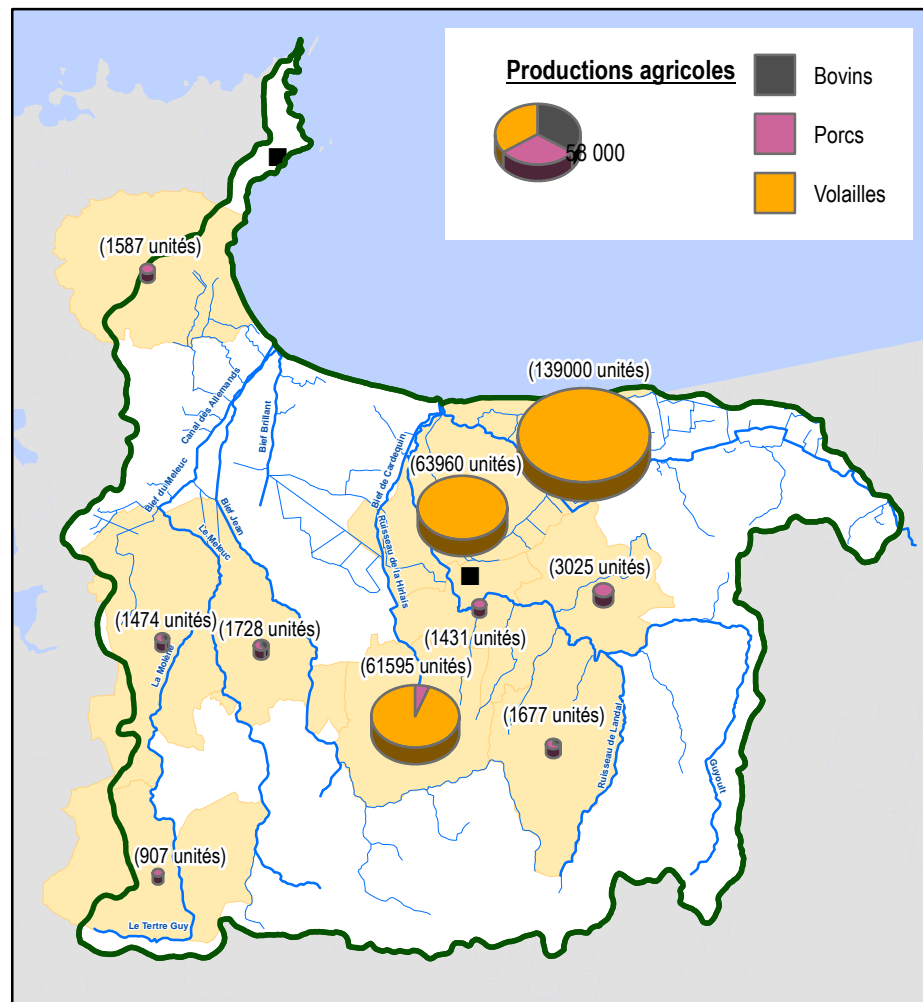 Productions agricoles
58 000
Bovins
Porcs
Volailles
(1587 unités)
(139000 unités)
Canal des Allemands
Bief Brillant
Bief de Cardequin
(63960 unités)
Bief du Meleuc
Bief Jean
Le Meleuc
Ruisseau de la Hirlais
(3025 unités)
(1474 unités)
(1728 unités)
(1431 unités)
La Molène
(61595 unités)
(1677 unités)
Ruisseau de Landal
Guyoult
(907 unités)
Le Tertre Guy